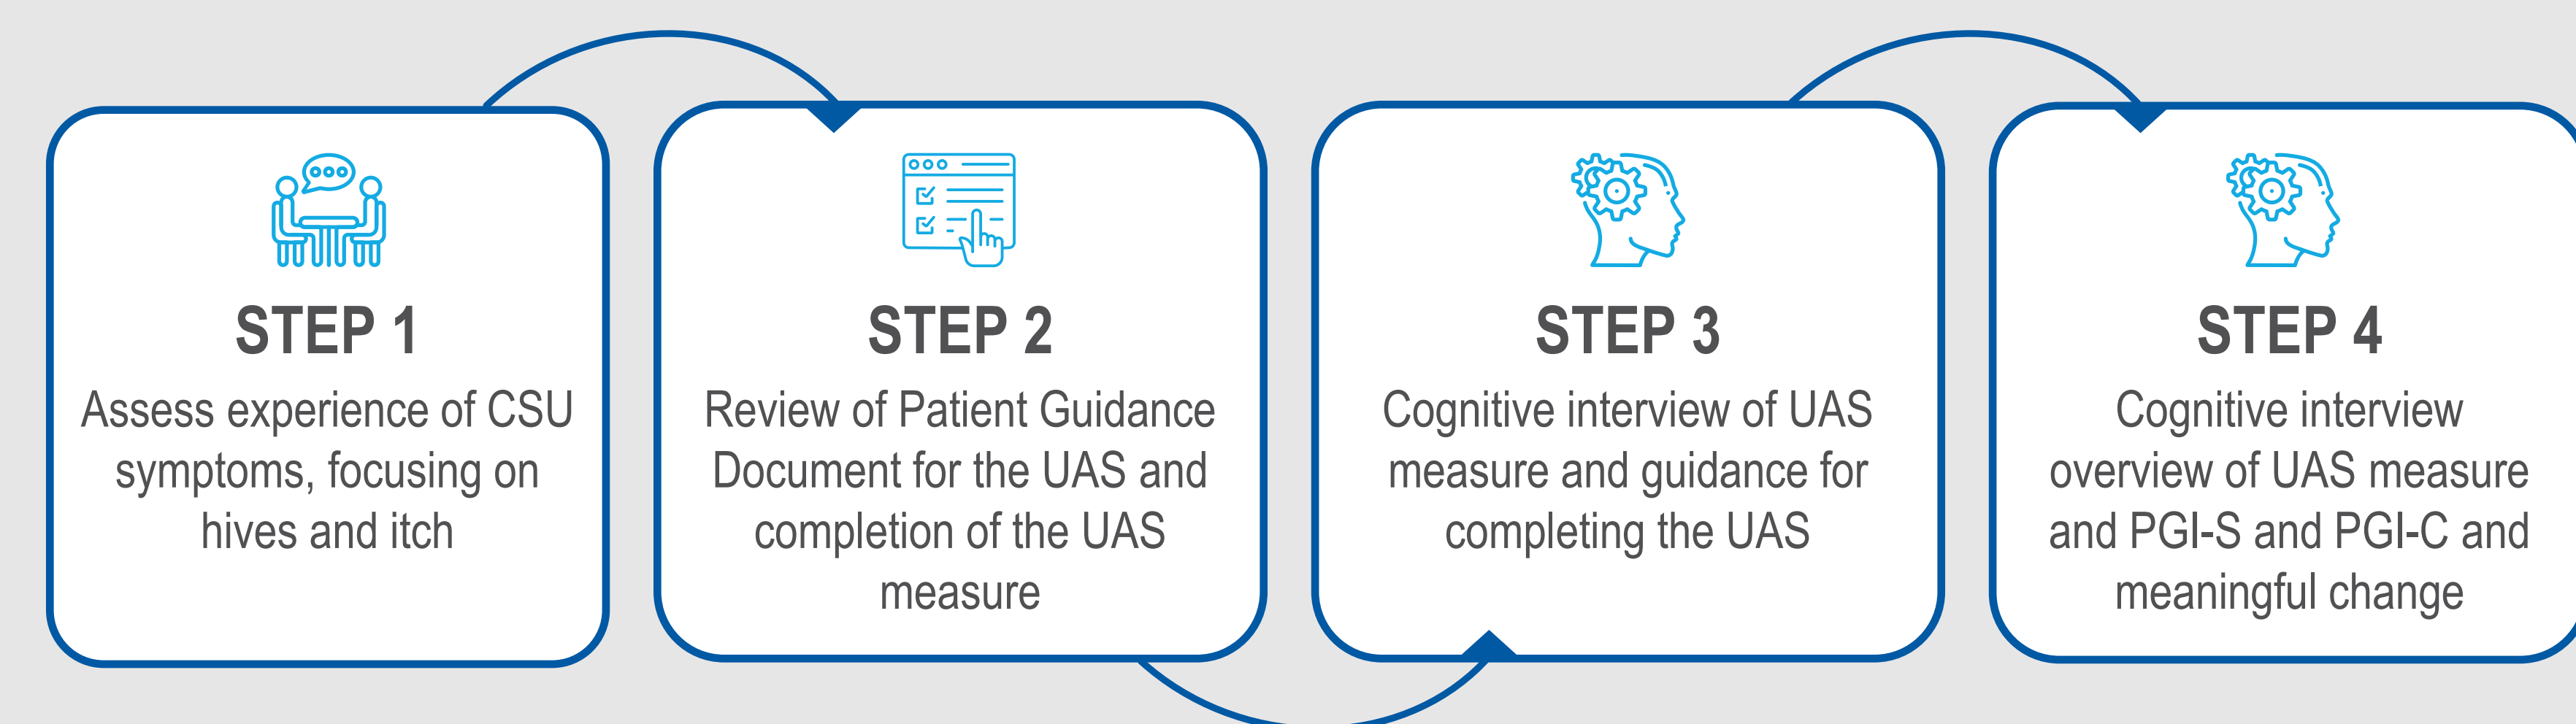 STEP 1
Assess experience of CSU
symptoms, focusing on
hives and itch
STEP 2
Review of Patient Guidance
Document for the UAS and
completion of the UAS
measure
STEP 3
Cognitive interview of UAS
measure and guidance for
completing the UAS
STEP 4
Cognitive interview
overview of UAS measure
and PGI-S and PGI-C and
meaningful change